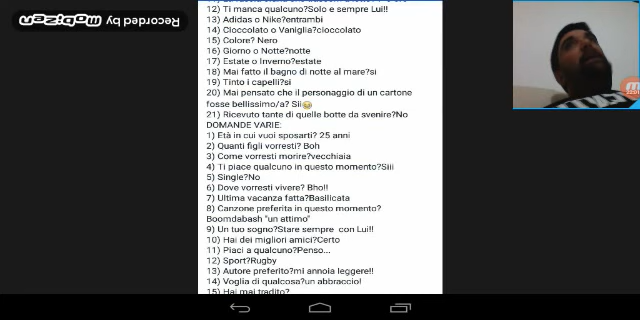 12) Ti manca qualcuno?Solo e sempre Lui!!
13) Adidas o Nike?entrambi
14) Cioccolato o Vaniglia?cioccolato
15) Colore? Nero
16) Giorno o Notte?notte
17) Estate o Inverno?estate
18) Mai fatto il bagno di notte al mare?si
19) Tinto i capelli?si
20) Mai pensato che il personaggio di un cartone
fosse bellissimo/a? Sii😂
21) Ricevuto tante di quelle botte da svenire?No
DOMANDE VARIE:
1) Età in cui vuoi sposarti? 25 anni
2) Quanti figli vorresti? Boh
3) Come vorresti morire?vecchiaia
4) Ti piace qualcuno in questo momento?Siii
5) Single?No
6) Dove vorresti vivere? Bho!!
7) Ultima vacanza fatta?Basilicata
8) Canzone preferita in questo momento?
Boomdabash "un attimo"
9) Un tuo sogno?Stare sempre con Lui!!
10) Hai dei migliori amici?Certo
11) Piaci a qualcuno?Penso...
12) Sport?Rugby
13) Autore preferito?mi annoia leggere!!
14) Voglia di qualcosa?un abbraccio!
15) Hai mai tradito?
Recorded by mobizen